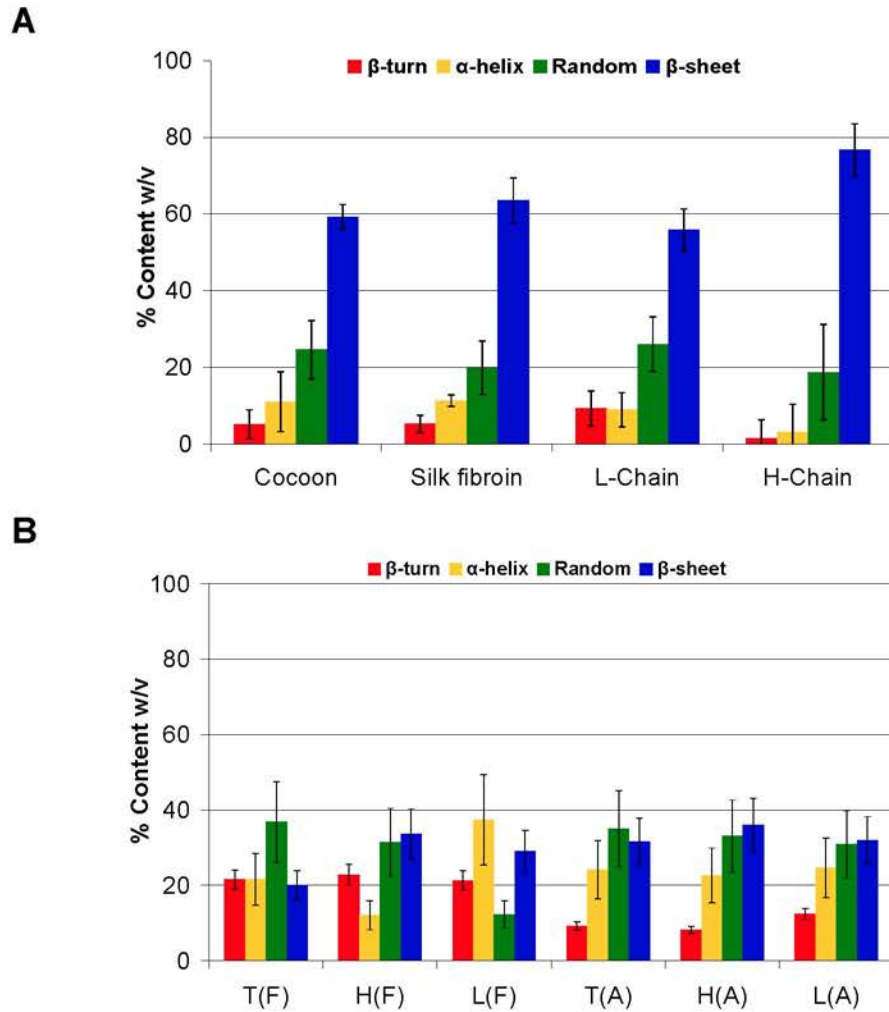 A
100
80
60
40
20
0
% Content w/v
β-turn α-helix Random β-sheet
Cocoon Silk fibroin L-Chain H-Chain
B
100
80
60
40
20
0
% Content w/v
β-turn α-helix Random β-sheet
T(F) H(F) L(F) T(A) H(A) L(A)